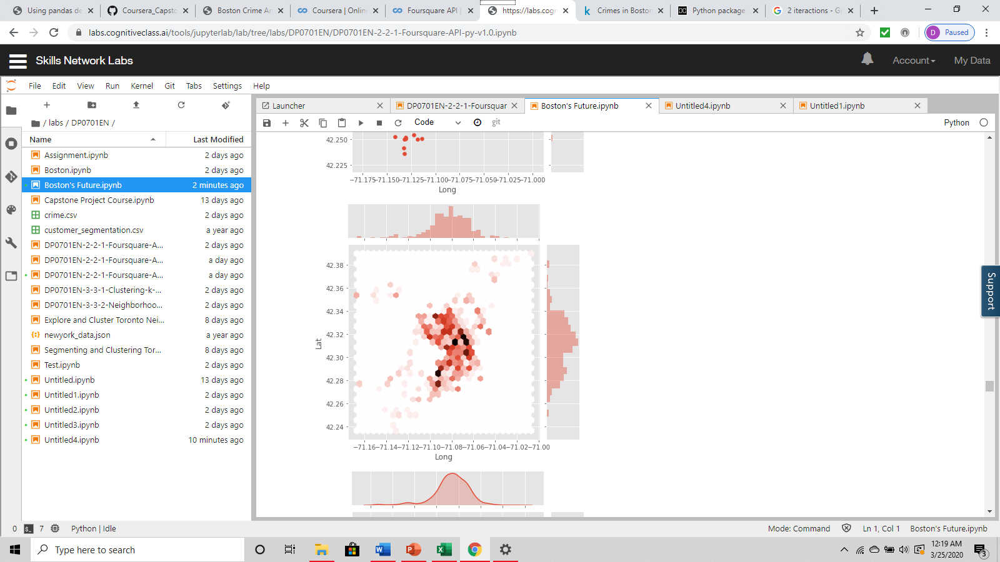 Using pandas de
Coursera_Capsto
Boston Crime An
Coursera | Onlin
Foursquare API |
https://labs.cogn
Crimes in Boston
Python package
2 iteractions - Go
labs.cognitiveclass.ai/tools/jupyterlab/lab/tree/labs/DP0701EN/DP0701EN-2-2-1-Foursquare-API-py-v1.0.ipynb
D Paused
Skills Network Labs
Account
My Data
File Edit View Run Kernel Git Tabs Settings Help
/ labs / DP0701EN /
Name Last Modified
Assignment.ipynb 2 days ago
Boston.ipynb 2 days ago
Boston's Future.ipynb 2 minutes ago
Capstone Project Course.ipynb 13 days ago
crime.csv 2 days ago
customer_segmentation.csv a year ago
DP0701EN-2-2-1-Foursquare-A... 2 days ago
DP0701EN-2-2-1-Foursquare-A... a day ago
DP0701EN-2-2-1-Foursquare-A... a day ago
DP0701EN-3-3-1-Clustering-k-... 2 days ago
DP0701EN-3-3-2-Neighborhoo... 2 days ago
Explore and Cluster Toronto Nei... 8 days ago
newyork_data.json a year ago
Segmenting and Clustering Tor... 8 days ago
Test.ipynb 2 days ago
Untitled.ipynb 13 days ago
Untitled1.ipynb 2 days ago
Untitled2.ipynb 2 days ago
Untitled3.ipynb 2 days ago
Untitled4.ipynb 10 minutes ago
Launcher
DP0701EN-2-2-1-Foursquar
Boston's Future.ipynb
Untitled4.ipynb
Untitled1.ipynb
Code
git
Python
42.250
42.225
−71.175 −71.150 −71.125 −71.100 −71.075 −71.050 −71.025 −71.000
Long
42.38
42.36
42.34
42.32
42.30
42.28
42.26
42.24
Lat
−71.16 −71.14 −71.12 −71.10 −71.08 −71.06 −71.04 −71.02 −71.00
Long
Support
0 7 Python | Idle
Mode: Command Ln 1, Col 1 Boston's Future.ipynb
Type here to search
12:19 AM
3/25/2020
3